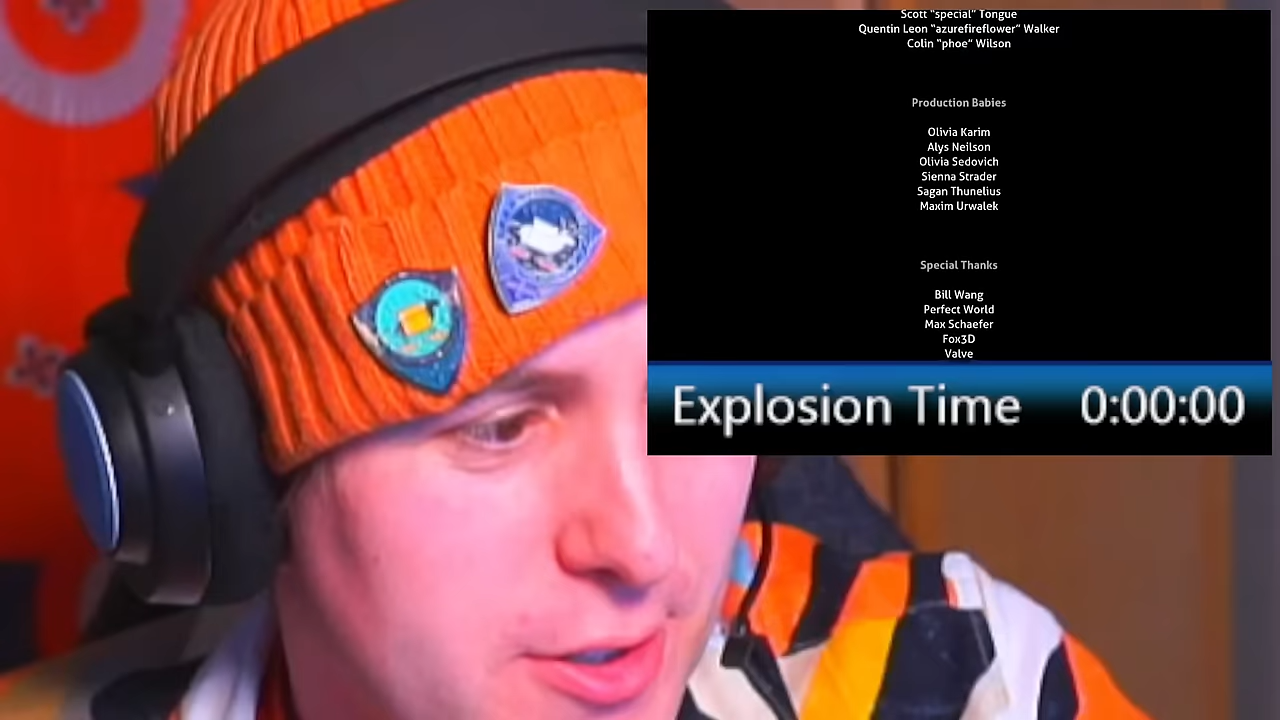 Scott “special” Tongue
Quentin Leon “azurefireflower” Walker
Colin “phoe” Wilson
Production Babies
Olivia Karim
Alys Neilson
Olivia Sedovich
Sienna Strader
Sagan Thunelius
Maxim Urwalek
Special Thanks
Bill Wang
Perfect World
Max Schaefer
Fox3D
Valve
Explosion Time 0:00:00